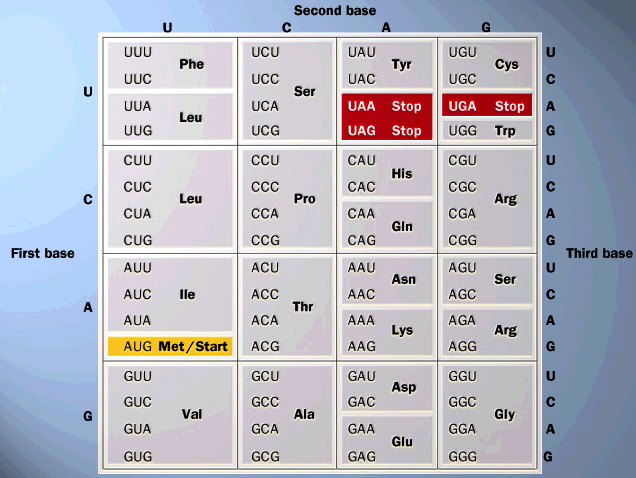 Second base
U C A G
UUU Phe UCU Ser UAU Tyr UGU Cys U
UUC UCC UAC UGC C
U UUA Leu UCA UAA Stop UGA Stop A
UUG UCG UAG Stop UGG Trp G
CUU Leu CCU Pro CAU His CGU Arg U
C CUC CCC CAC CGC C
CUA CCA CAA Gln CGA A
CUG CCG CAG CGG G
First base Third base
AUU Ile ACU Thr AAU Asn AGU Ser U
AUC ACC AAC AGC C
A AUA ACA AAA Lys AGA Arg A
AUG Met/Start ACG AAG AGG G
GUU Val GCU Ala GAU Asp GGU Gly U
G GUC GCC GAC GGC C
GUA GCA GAA Glu GGA A
GUG GCG GAG GGG G